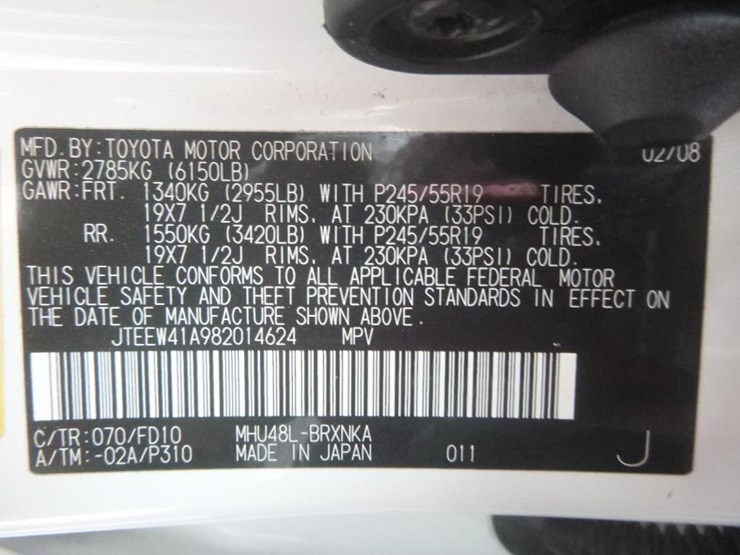 MFD. BY: TOYOTA MOTOR CORPORATION 02/08
GVWR: 2785KG (6150LB)
GAWR: FRT. 1340KG (2955LB) WITH P245/55R19 TIRES,
19X7 1/2J RIMS, AT 230KPA (33PSI) COLD.
RR. 1550KG (3420LB) WITH P245/55R19 TIRES,
19X7 1/2J RIMS, AT 230KPA (33PSI) COLD.
THIS VEHICLE CONFORMS TO ALL APPLICABLE FEDERAL MOTOR
VEHICLE SAFETY AND THEFT PREVENTION STANDARDS IN EFFECT ON
THE DATE OF MANUFACTURE SHOWN ABOVE.
JTEEW41A982014624 MPV
C/TR: 070/FD10 MHU48L-BRXNKA
A/TM: -02A/P310 MADE IN JAPAN 011 J